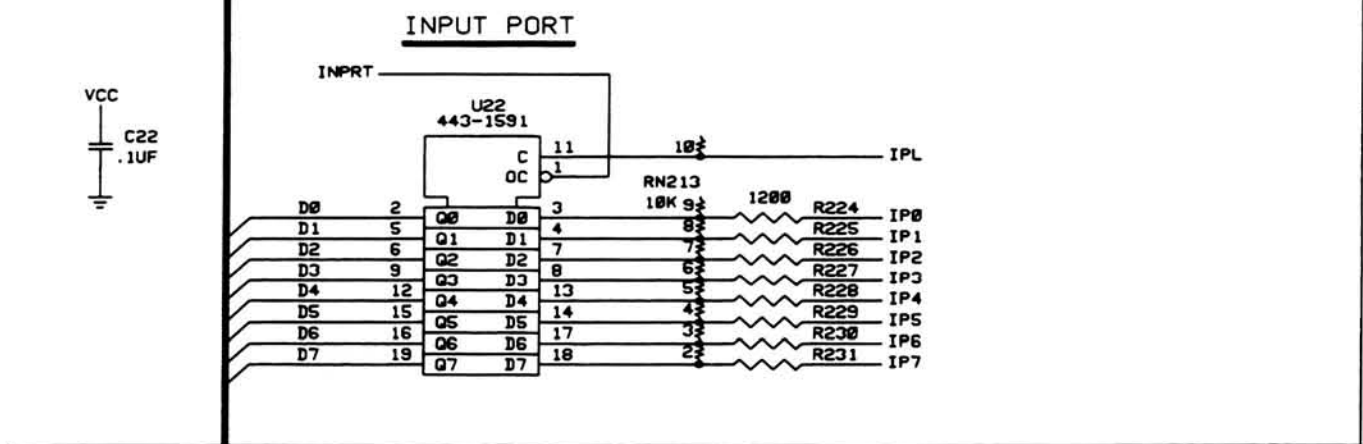 INPUT PORT
INPRT
VCC
C22
.1UF
U22
443-1591
C 11 10 IPL
OC 1
RN213
10K 9 1200
D0 2 Q0 D0 3 R224 IP0
D1 5 Q1 D1 4 8 R225 IP1
D2 6 Q2 D2 7 7 R226 IP2
D3 9 Q3 D3 8 6 R227 IP3
D4 12 Q4 D4 13 5 R228 IP4
D5 15 Q5 D5 14 4 R229 IP5
D6 16 Q6 D6 17 3 R230 IP6
D7 19 Q7 D7 18 2 R231 IP7